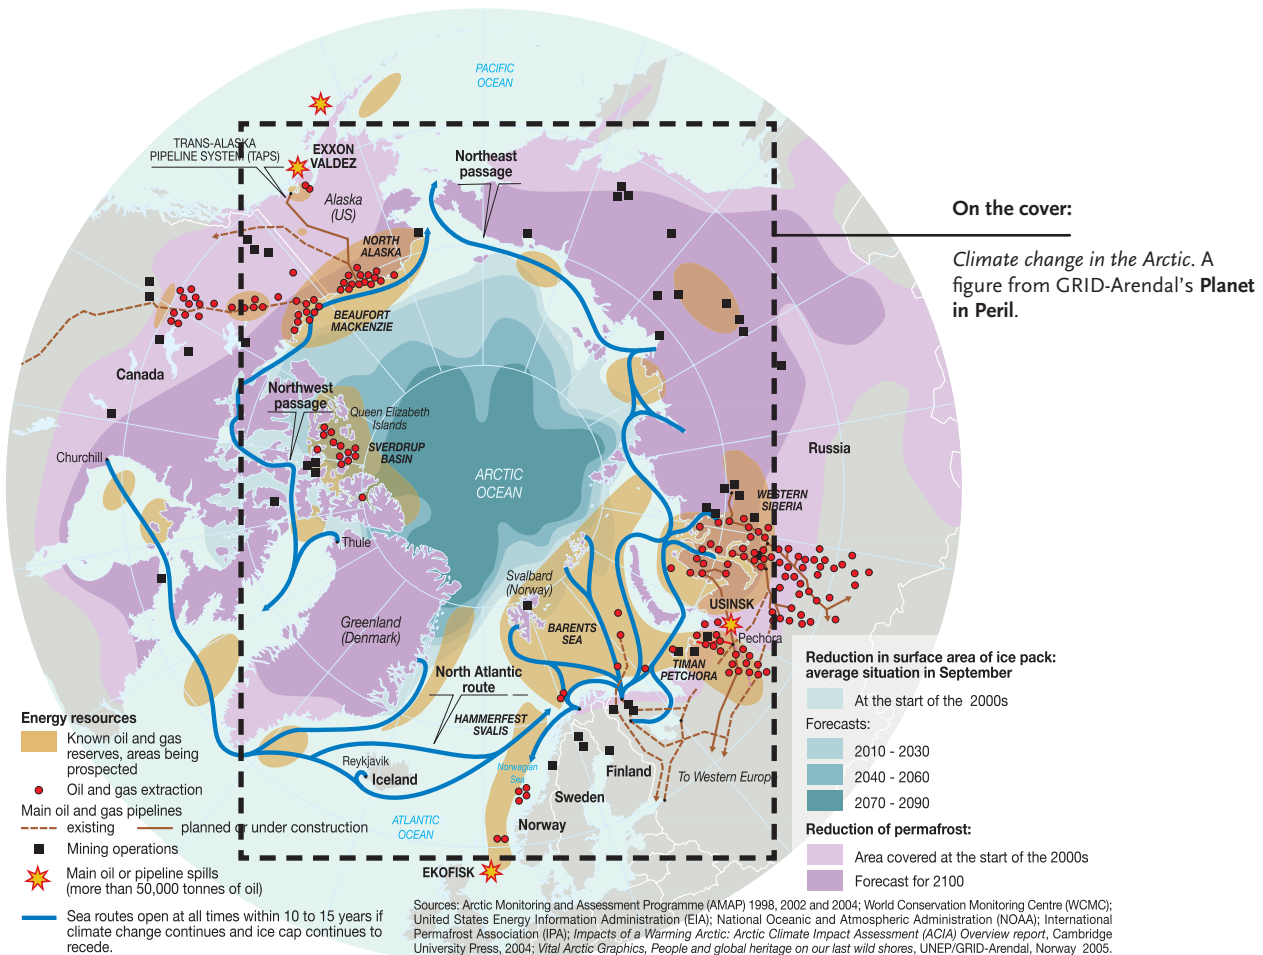 PACIFIC
OCEAN
TRANS-ALASKA
PIPELINE SYSTEM (TAPS)
EXXON
VALDEZ
Northeast
passage
Alaska
(US)
NORTH
ALASKA
BEAUFORT
MACKENZIE
Canada
Northwest
passage
Queen Elizabeth
Islands
SVERDRUP
BASIN
Churchill
ARCTIC
OCEAN
Russia
WESTERN
SIBERIA
Thule
Svalbard
(Norway)
Greenland
(Denmark)
BARENTS
SEA
USINSK
Pechora
TIMAN
PETCHORA
North Atlantic
route
HAMMERFEST
SVALIS
Reykjavik
Iceland
Norwegian
Sea
Finland
To Western Europe
Sweden
Norway
ATLANTIC
OCEAN
EKOFISK
On the cover:
Climate change in the Arctic. A
figure from GRID-Arendal's Planet
in Peril.
Energy resources
Known oil and gas
reserves, areas being
prospected
Oil and gas extraction
Main oil and gas pipelines
existing
planned or under construction
Mining operations
Main oil or pipeline spills
(more than 50,000 tonnes of oil)
Sea routes open at all times within 10 to 15 years if
climate change continues and ice cap continues to
recede.
Reduction in surface area of ice pack:
average situation in September
At the start of the 2000s
Forecasts:
2010 - 2030
2040 - 2060
2070 - 2090
Reduction of permafrost:
Area covered at the start of the 2000s
Forecast for 2100
Sources: Arctic Monitoring and Assessment Programme (AMAP) 1998, 2002 and 2004; World Conservation Monitoring Centre (WCMC);
United States Energy Information Administration (EIA); National Oceanic and Atmospheric Administration (NOAA); International
Permafrost Association (IPA); Impacts of a Warming Arctic: Arctic Climate Impact Assessment (ACIA) Overview report, Cambridge
University Press, 2004; Vital Arctic Graphics, People and global heritage on our last wild shores, UNEP/GRID-Arendal, Norway 2005.